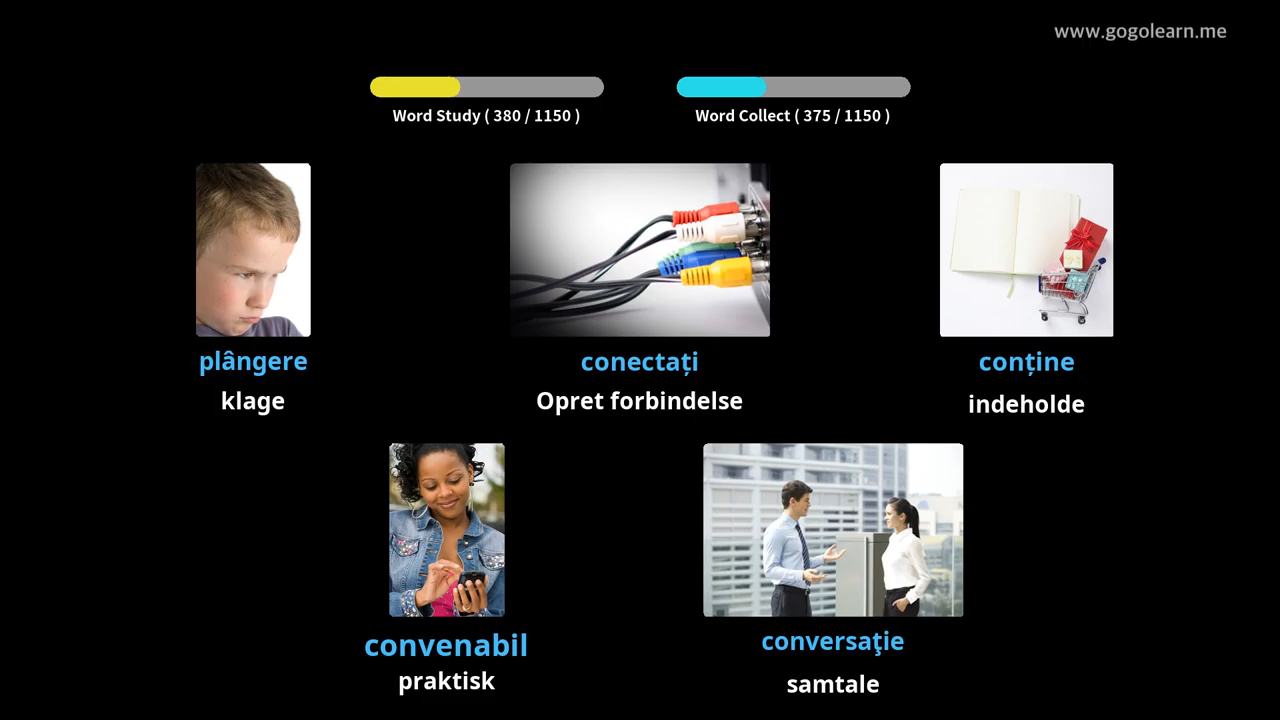 www.gogolearn.me
Word Study ( 380 / 1150 )
Word Collect ( 375 / 1150 )
plângere
klage
conectați
Opret forbindelse
conține
indeholde
convenabil
praktisk
conversaţie
samtale